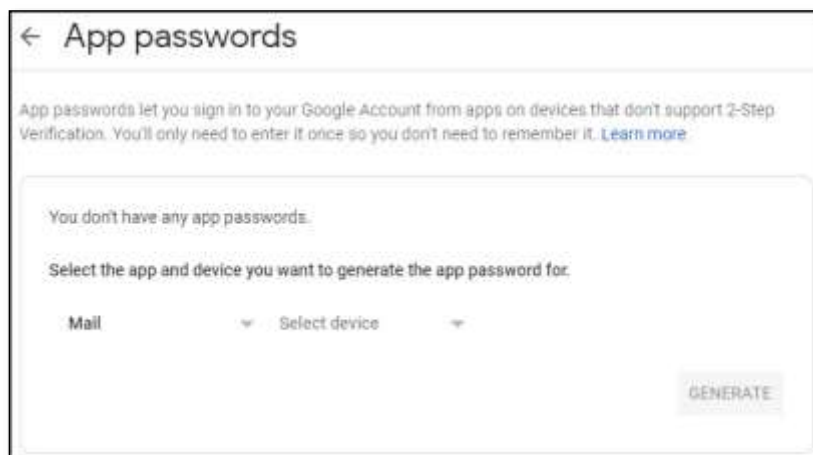 App passwords
App passwords let you sign in to your Google Account from apps on devices that don't support 2-Step
Verification. You'll only need to enter it once so you don't need to remember it. Learn more
You don't have any app passwords.
Select the app and device you want to generate the app password for.
Mail Select device
GENERATE